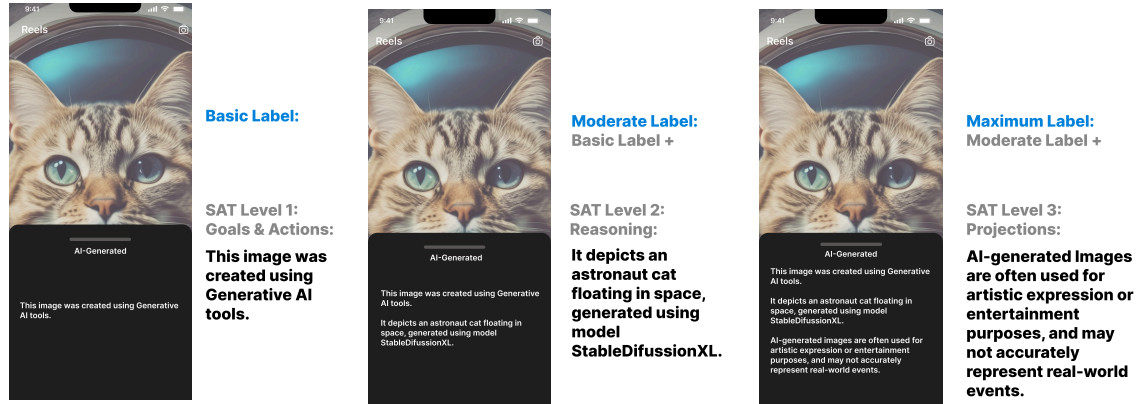 9:41
Reels
AI-Generated
This image was created using Generative
AI tools.
Basic Label:
SAT Level 1:
Goals & Actions:
This image was
created using
Generative AI
tools.
9:41
Reels
AI-Generated
This image was created using Generative
AI tools.
It depicts an astronaut cat floating in
space, generated using model
StableDifussionXL.
Moderate Label:
Basic Label +
SAT Level 2:
Reasoning:
It depicts an
astronaut cat
floating in space,
generated using
model
StableDifussionXL.
9:41
Reels
AI-Generated
This image was created using Generative
AI tools.
It depicts an astronaut cat floating in
space, generated using model
StableDifussionXL.
AI-generated images are often used for
artistic expression or entertainment
purposes, and may not accurately
represent real-world events.
Maximum Label:
Moderate Label +
SAT Level 3:
Projections:
AI-generated Images
are often used for
artistic expression or
entertainment
purposes, and may
not accurately
represent real-world
events.